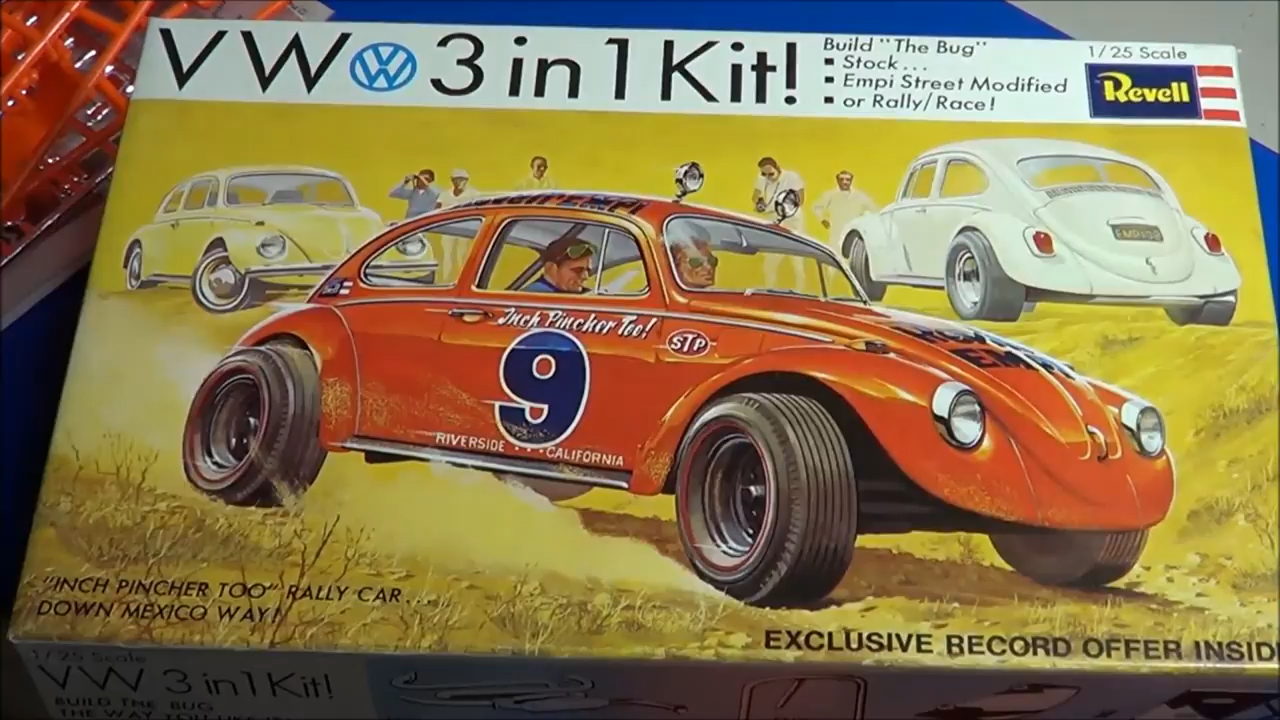 VW VW 3 in 1 Kit!
Build "The Bug"
Stock...
Empi Street Modified
or Rally/Race!
1/25 Scale
Revell
Inch Pincher Too!
STP
9
RIVERSIDE . . . CALIFORNIA
"INCH PINCHER TOO" RALLY CAR...
DOWN MEXICO WAY!
EXCLUSIVE RECORD OFFER INSID
1/25 Scale
VW 3 in 1 Kit!
BUILD THE BUG